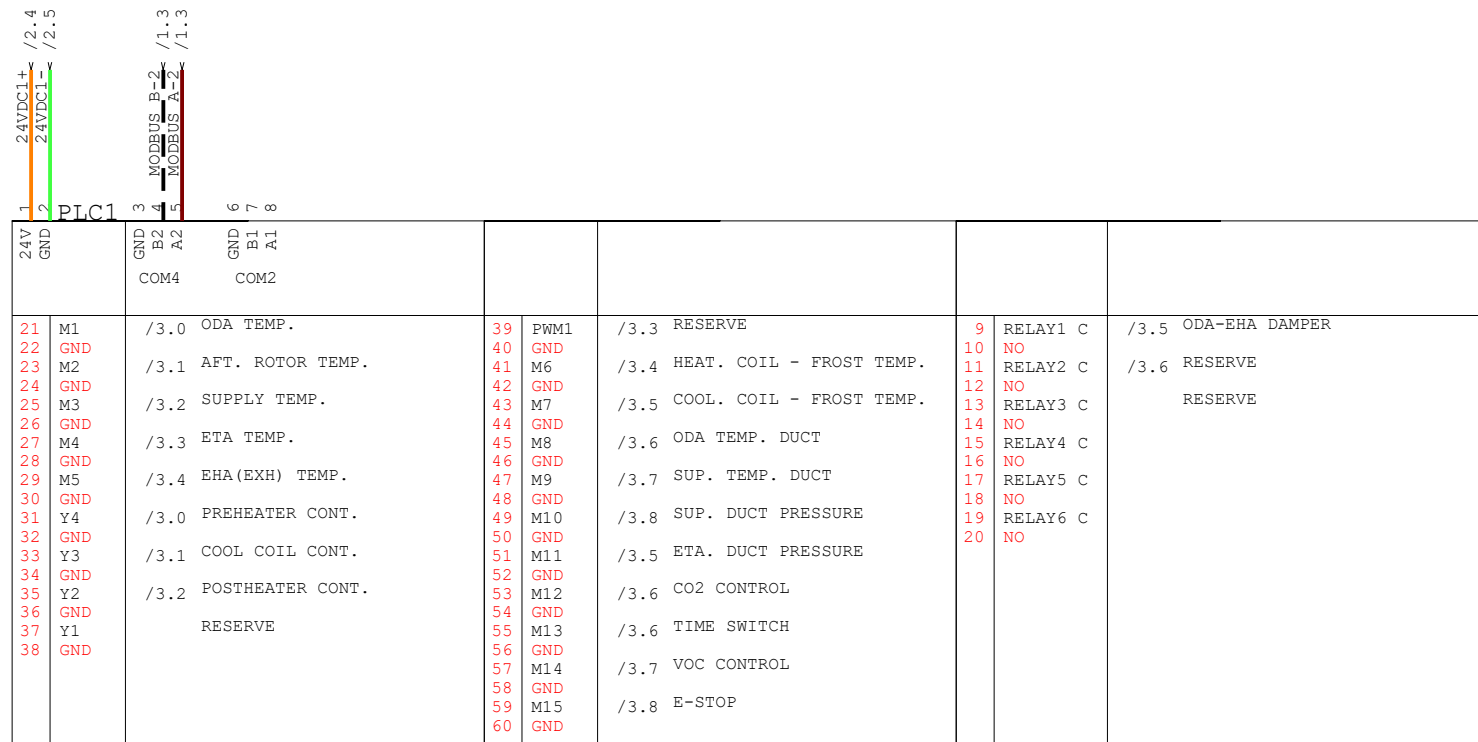 /2.4
/2.5
/1.3
/1.3
24VDC1+
24VDC1-
MODBUS B-2
MODBUS A-2
1 2 PLC1 3 4 5 6 7 8
24V GND GND B2 A2 GND B1 A1
COM4 COM2
21 M1 /3.0 ODA TEMP.
22 GND
23 M2 /3.1 AFT. ROTOR TEMP.
24 GND
25 M3 /3.2 SUPPLY TEMP.
26 GND
27 M4 /3.3 ETA TEMP.
28 GND
29 M5 /3.4 EHA(EXH) TEMP.
30 GND
31 Y4 /3.0 PREHEATER CONT.
32 GND
33 Y3 /3.1 COOL COIL CONT.
34 GND
35 Y2 /3.2 POSTHEATER CONT.
36 GND
37 Y1 RESERVE
38 GND
39 PWM1 /3.3 RESERVE
40 GND
41 M6 /3.4 HEAT. COIL - FROST TEMP.
42 GND
43 M7 /3.5 COOL. COIL - FROST TEMP.
44 GND
45 M8 /3.6 ODA TEMP. DUCT
46 GND
47 M9 /3.7 SUP. TEMP. DUCT
48 GND
49 M10 /3.8 SUP. DUCT PRESSURE
50 GND
51 M11 /3.5 ETA. DUCT PRESSURE
52 GND
53 M12 /3.6 CO2 CONTROL
54 GND
55 M13 /3.6 TIME SWITCH
56 GND
57 M14 /3.7 VOC CONTROL
58 GND
59 M15 /3.8 E-STOP
60 GND
9 RELAY1 C /3.5 ODA-EHA DAMPER
10 NO
11 RELAY2 C /3.6 RESERVE
12 NO
13 RELAY3 C RESERVE
14 NO
15 RELAY4 C
16 NO
17 RELAY5 C
18 NO
19 RELAY6 C
20 NO